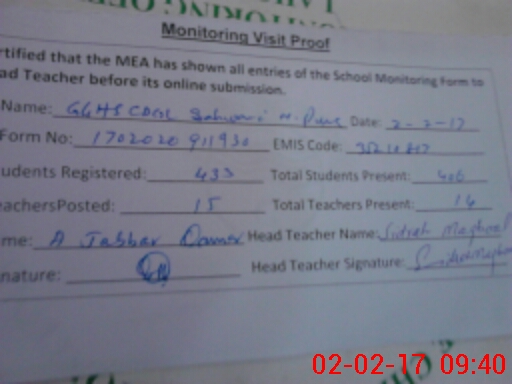 Monitoring Visit Proof
rtified that the MEA has shown all entries of the School Monitoring Form to
ad Teacher before its online submission.
Name: GGHS Date: 2-2-17
Form No: 1702020911930 EMIS Code:
udents Registered: 433 Total Students Present: 406
eachersPosted: 15 Total Teachers Present: 14
me: A Jabbar Head Teacher Name: Sidrah
nature: Head Teacher Signature:
02-02-17 09:40